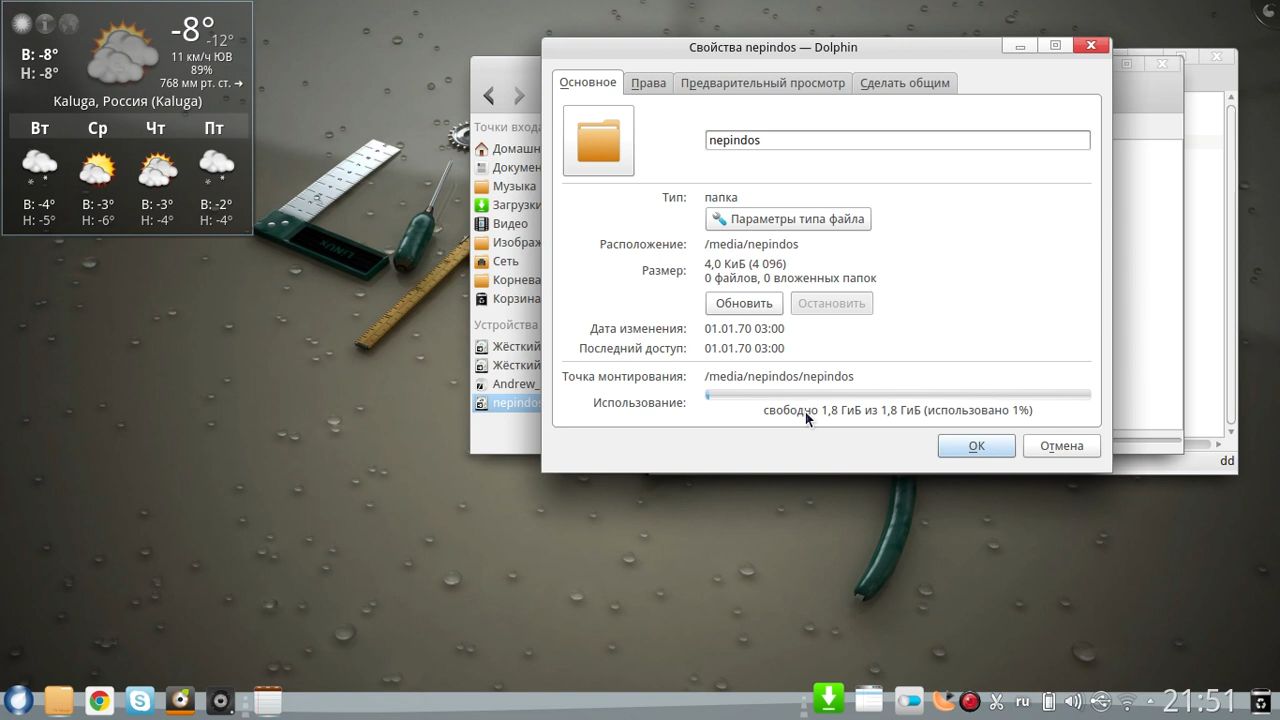 -8°
-12°
В: -8°
Н: -8°
11 км/ч ЮВ
89%
768 мм рт. ст. →
Kaluga, Россия (Kaluga)
Вт Ср Чт Пт
В: -4° В: -3° В: -3° В: -2°
Н: -5° Н: -6° Н: -4° Н: -4°
LINUX
Точки входа
Домашн
Докумен
Музыка
Загрузки
Видео
Изображ
Сеть
Корнева
Корзина
Устройства
Жёсткий
Жёсткий
Andrew_
nepindos
Свойства nepindos — Dolphin
Основное Права Предварительный просмотр Сделать общим
nepindos
Тип: папка
Параметры типа файла
Расположение: /media/nepindos
Размер: 4,0 КиБ (4 096)
0 файлов, 0 вложенных папок
Обновить Остановить
Дата изменения: 01.01.70 03:00
Последний доступ: 01.01.70 03:00
Точка монтирования: /media/nepindos/nepindos
Использование:
свободно 1,8 ГиБ из 1,8 ГиБ (использовано 1%)
ОК Отмена
dd
ru
21:51